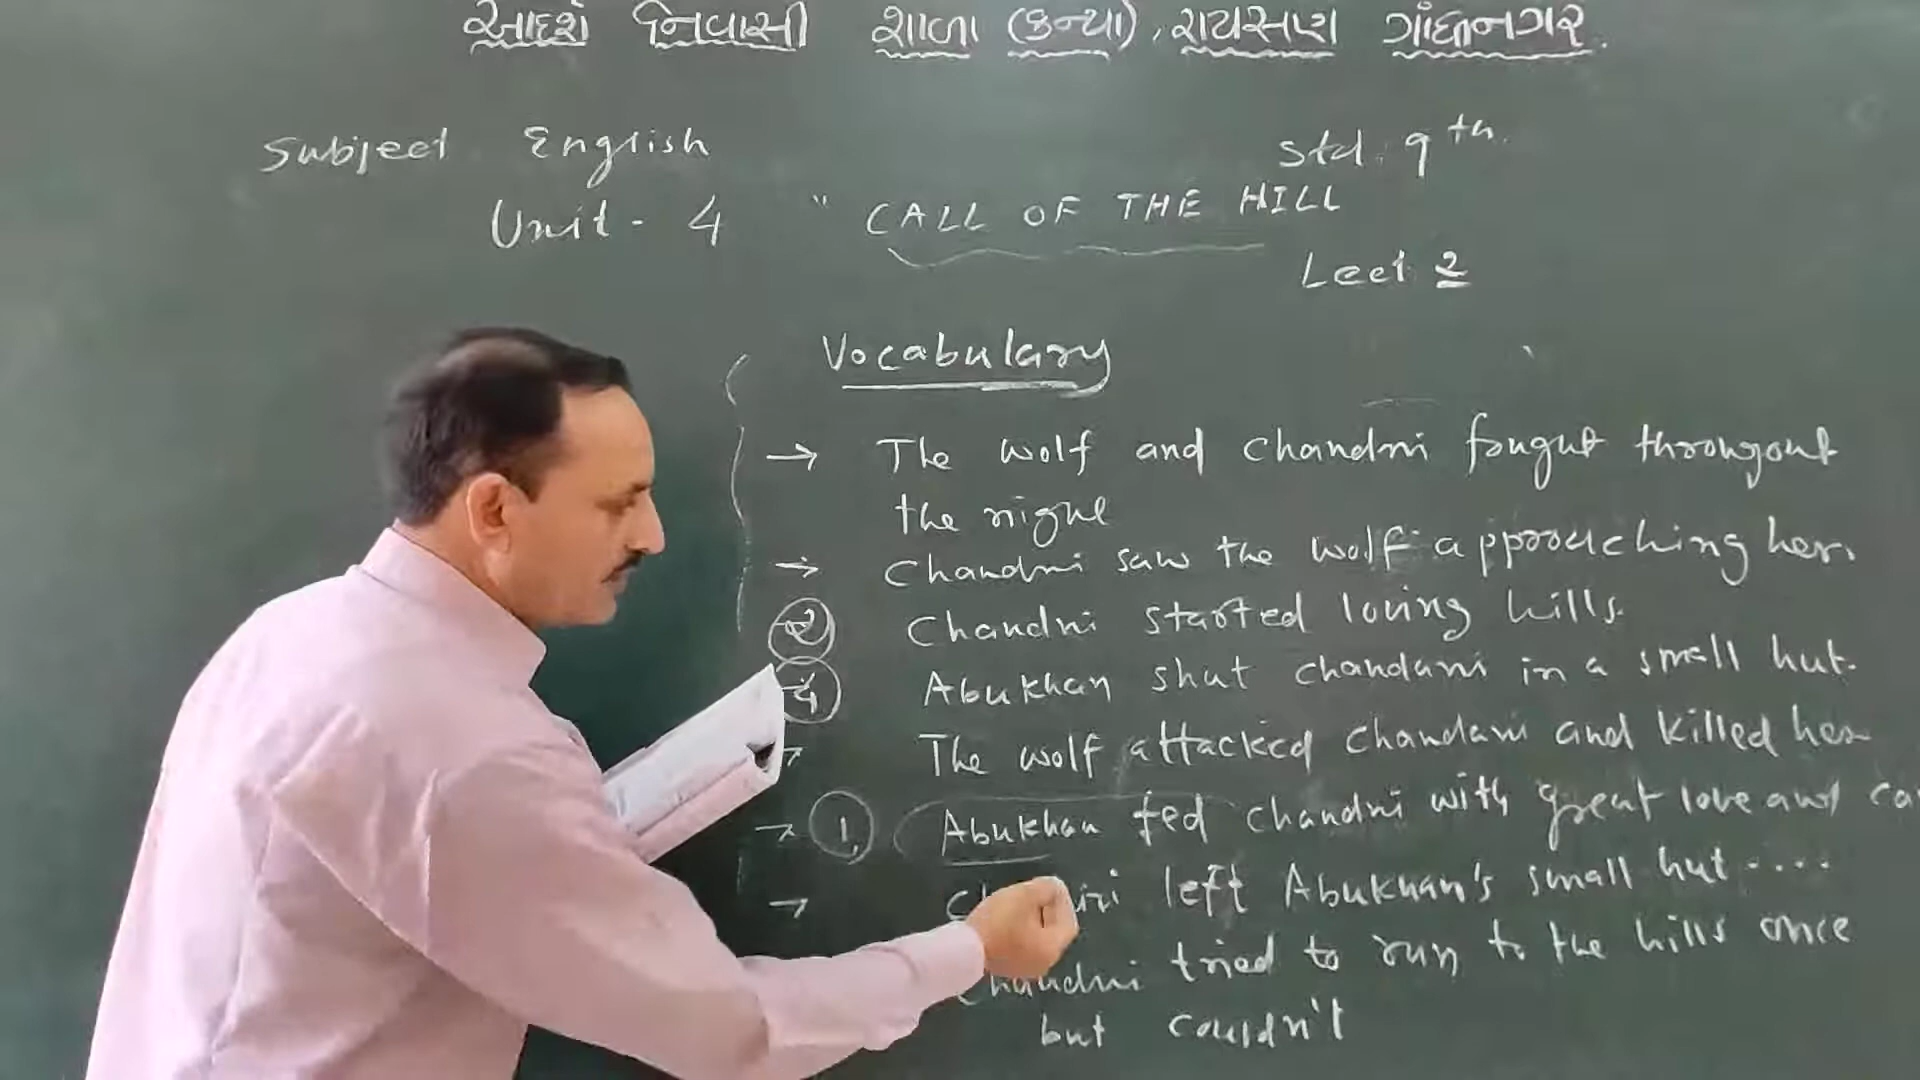 આદર્શ નિવાસી શાળા (કન્યા), રાયસણ ગાંધીનગર.
Subject English Std. 9th.
Unit - 4 " CALL OF THE HILL
Lect 2
Vocabulary
→ The wolf and Chandni fought throughout
the night
→ Chandni saw the wolf approaching her.
2 Chandni started loving hills.
Abukhan shut chandani in a small hut.
The wolf attacked chandani and killed her
→ 1, Abukhan fed chandni with great love and
→ left Abukhan's small hut ....
Chandni tried to run to the hills once
but couldn't